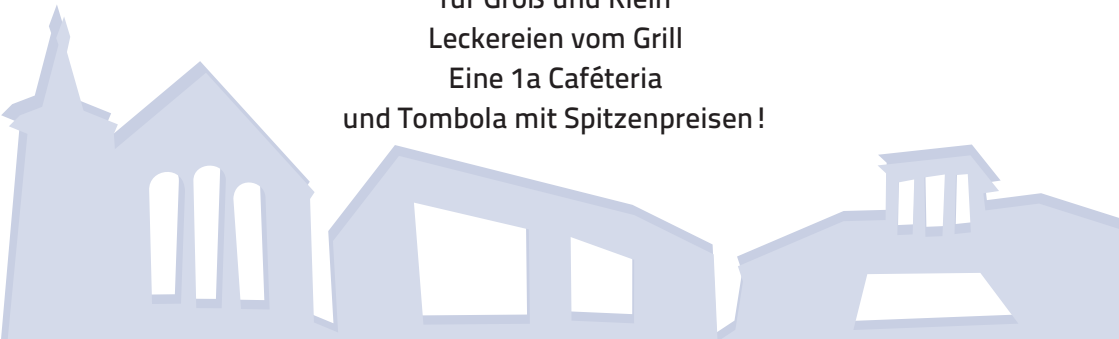 für Groß und Klein
Leckereien vom Grill
Eine 1a Caféteria
und Tombola mit Spitzenpreisen!